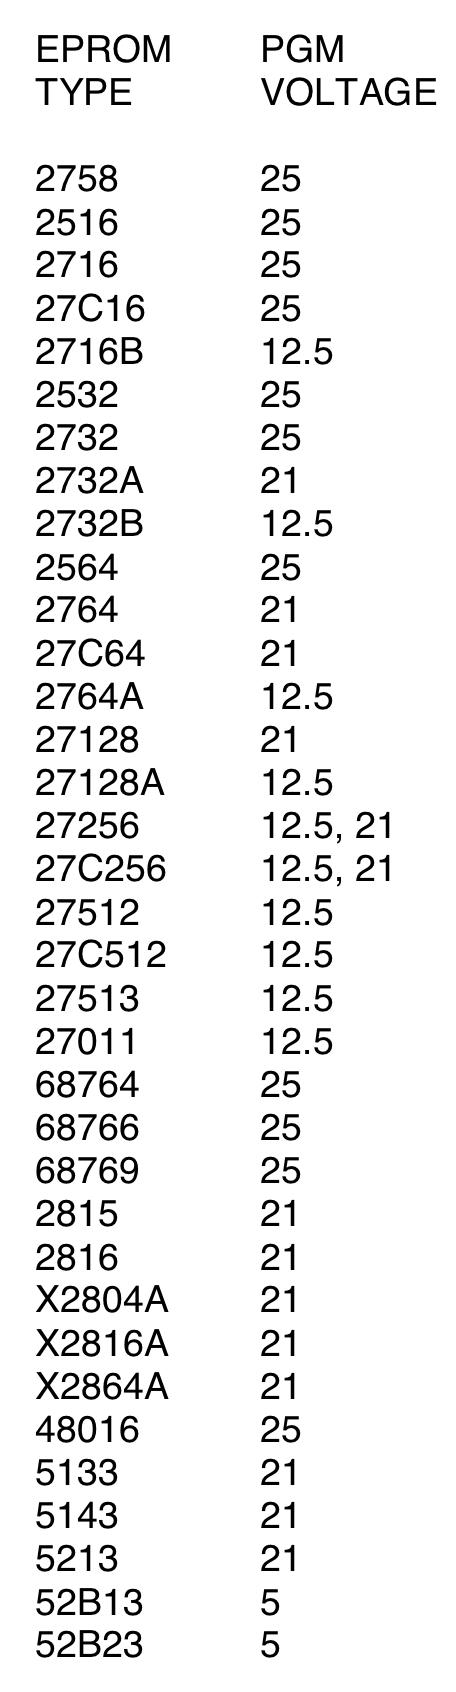 EPROM PGM
TYPE VOLTAGE
2758 25
2516 25
2716 25
27C16 25
2716B 12.5
2532 25
2732 25
2732A 21
2732B 12.5
2564 25
2764 21
27C64 21
2764A 12.5
27128 21
27128A 12.5
27256 12.5, 21
27C256 12.5, 21
27512 12.5
27C512 12.5
27513 12.5
27011 12.5
68764 25
68766 25
68769 25
2815 21
2816 21
X2804A 21
X2816A 21
X2864A 21
48016 25
5133 21
5143 21
5213 21
52B13 5
52B23 5